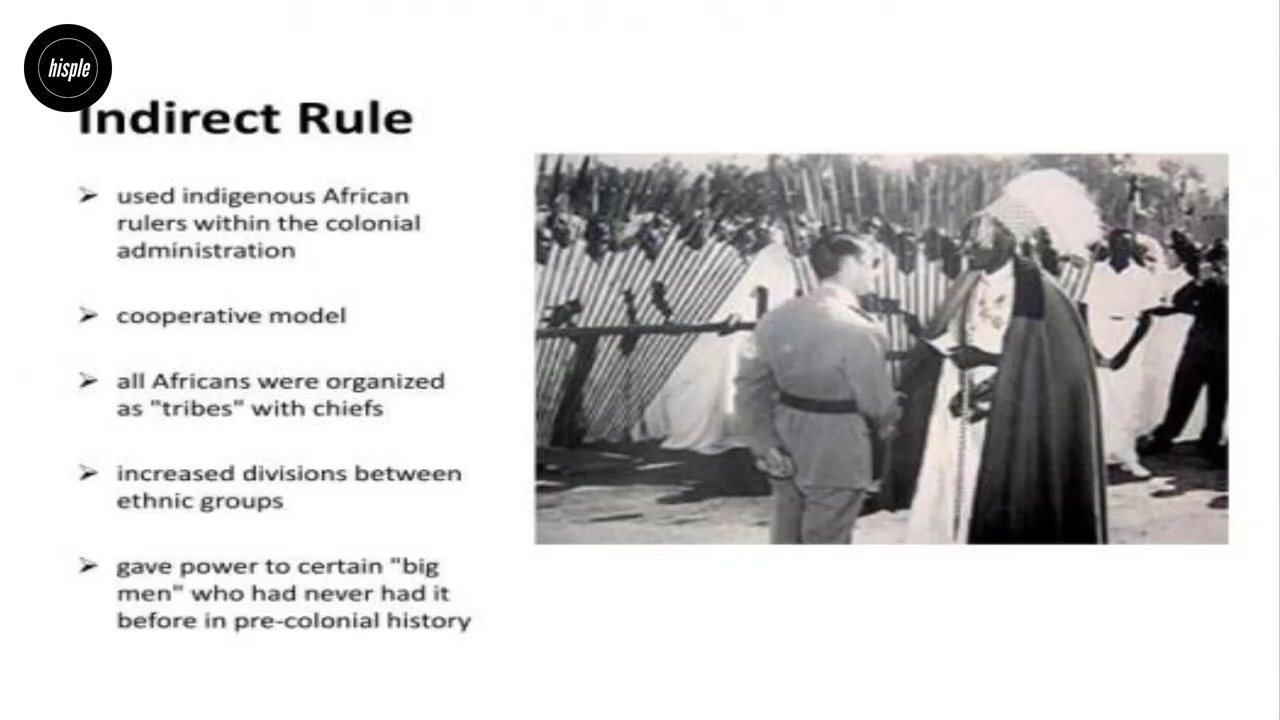 hisple
Indirect Rule
➢ used indigenous African
rulers within the colonial
administration
➢ cooperative model
➢ all Africans were organized
as "tribes" with chiefs
➢ increased divisions between
ethnic groups
➢ gave power to certain "big
men" who had never had it
before in pre-colonial history